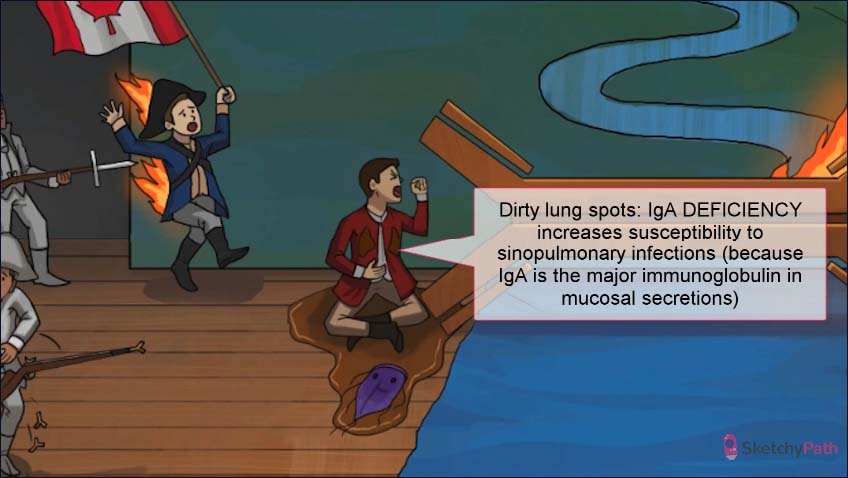 Dirty lung spots: IgA DEFICIENCY
increases susceptibility to
sinopulmonary infections (because
IgA is the major immunoglobulin in
mucosal secretions)
SketchyPath